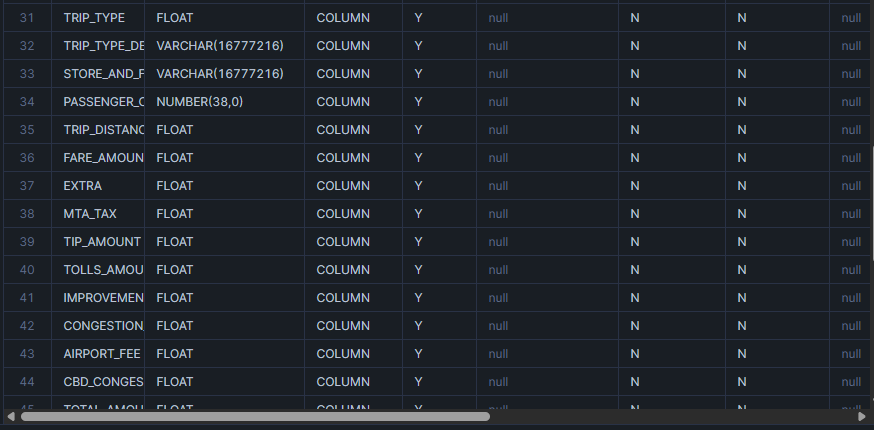 31 TRIP_TYPE FLOAT COLUMN Y null N N null
32 TRIP_TYPE_DE VARCHAR(16777216) COLUMN Y null N N null
33 STORE_AND_F VARCHAR(16777216) COLUMN Y null N N null
34 PASSENGER_C NUMBER(38,0) COLUMN Y null N N null
35 TRIP_DISTANC FLOAT COLUMN Y null N N null
36 FARE_AMOUN FLOAT COLUMN Y null N N null
37 EXTRA FLOAT COLUMN Y null N N null
38 MTA_TAX FLOAT COLUMN Y null N N null
39 TIP_AMOUNT FLOAT COLUMN Y null N N null
40 TOLLS_AMOU FLOAT COLUMN Y null N N null
41 IMPROVEMEN FLOAT COLUMN Y null N N null
42 CONGESTION_ FLOAT COLUMN Y null N N null
43 AIRPORT_FEE FLOAT COLUMN Y null N N null
44 CBD_CONGES FLOAT COLUMN Y null N N null
45 TOTAL_AMOU FLOAT COLUMN Y null N N null